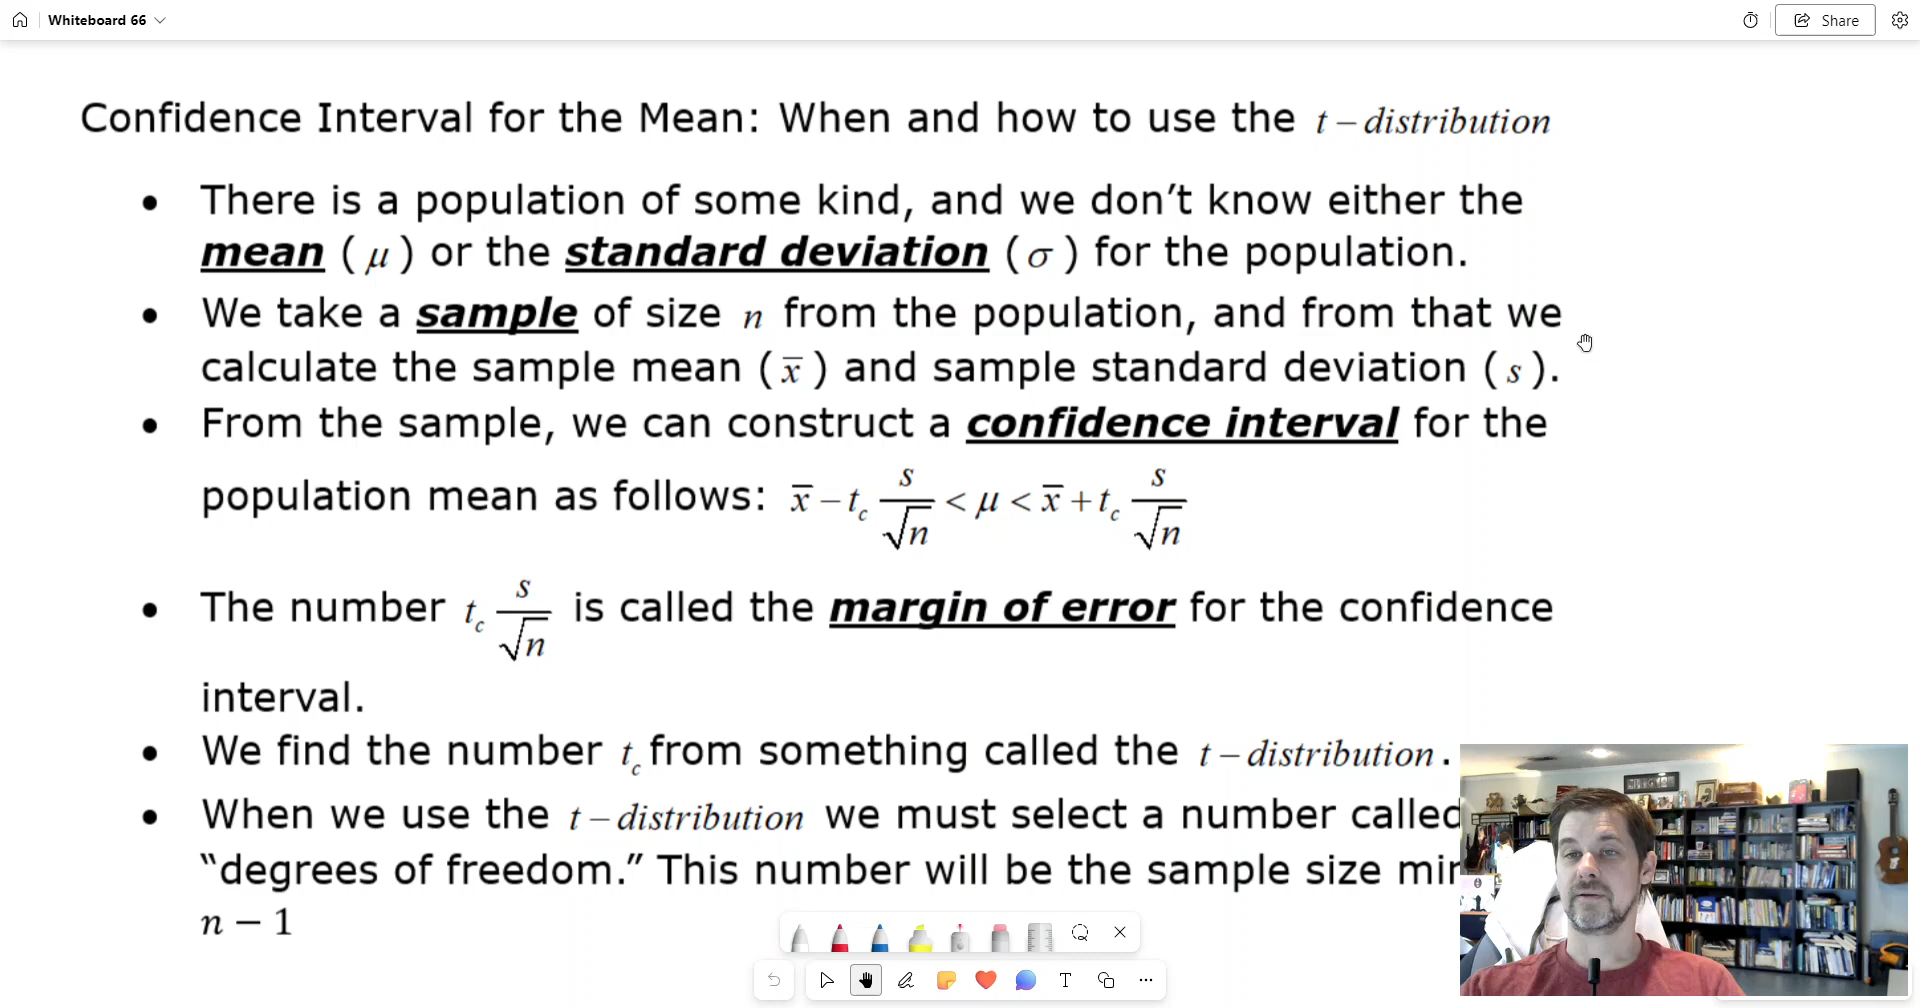 Whiteboard 66
Share
Confidence Interval for the Mean: When and how to use the t – distribution
• There is a population of some kind, and we don’t know either the
mean ( μ ) or the standard deviation ( σ ) for the population.
• We take a sample of size n from the population, and from that we
calculate the sample mean ( x̅ ) and sample standard deviation ( s ).
• From the sample, we can construct a confidence interval for the
population mean as follows: x̅ – t_c s/√n < μ < x̅ + t_c s/√n
• The number t_c s/√n is called the margin of error for the confidence
interval.
• We find the number t_c from something called the t – distribution.
• When we use the t – distribution we must select a number called
“degrees of freedom.” This number will be the sample size
n − 1
T